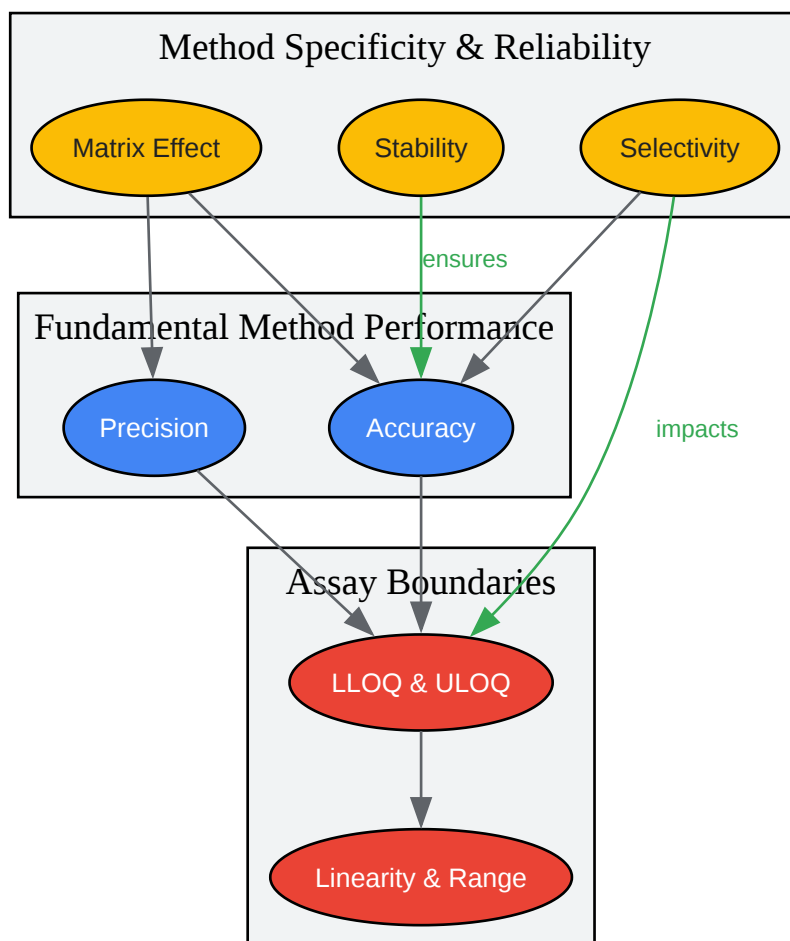 Method Specificity & Reliability
Matrix Effect
Stability
Selectivity
ensures
Fundamental Method Performance
Precision
Accuracy
impacts
Assay Boundaries
LLOQ & ULOQ
Linearity & Range